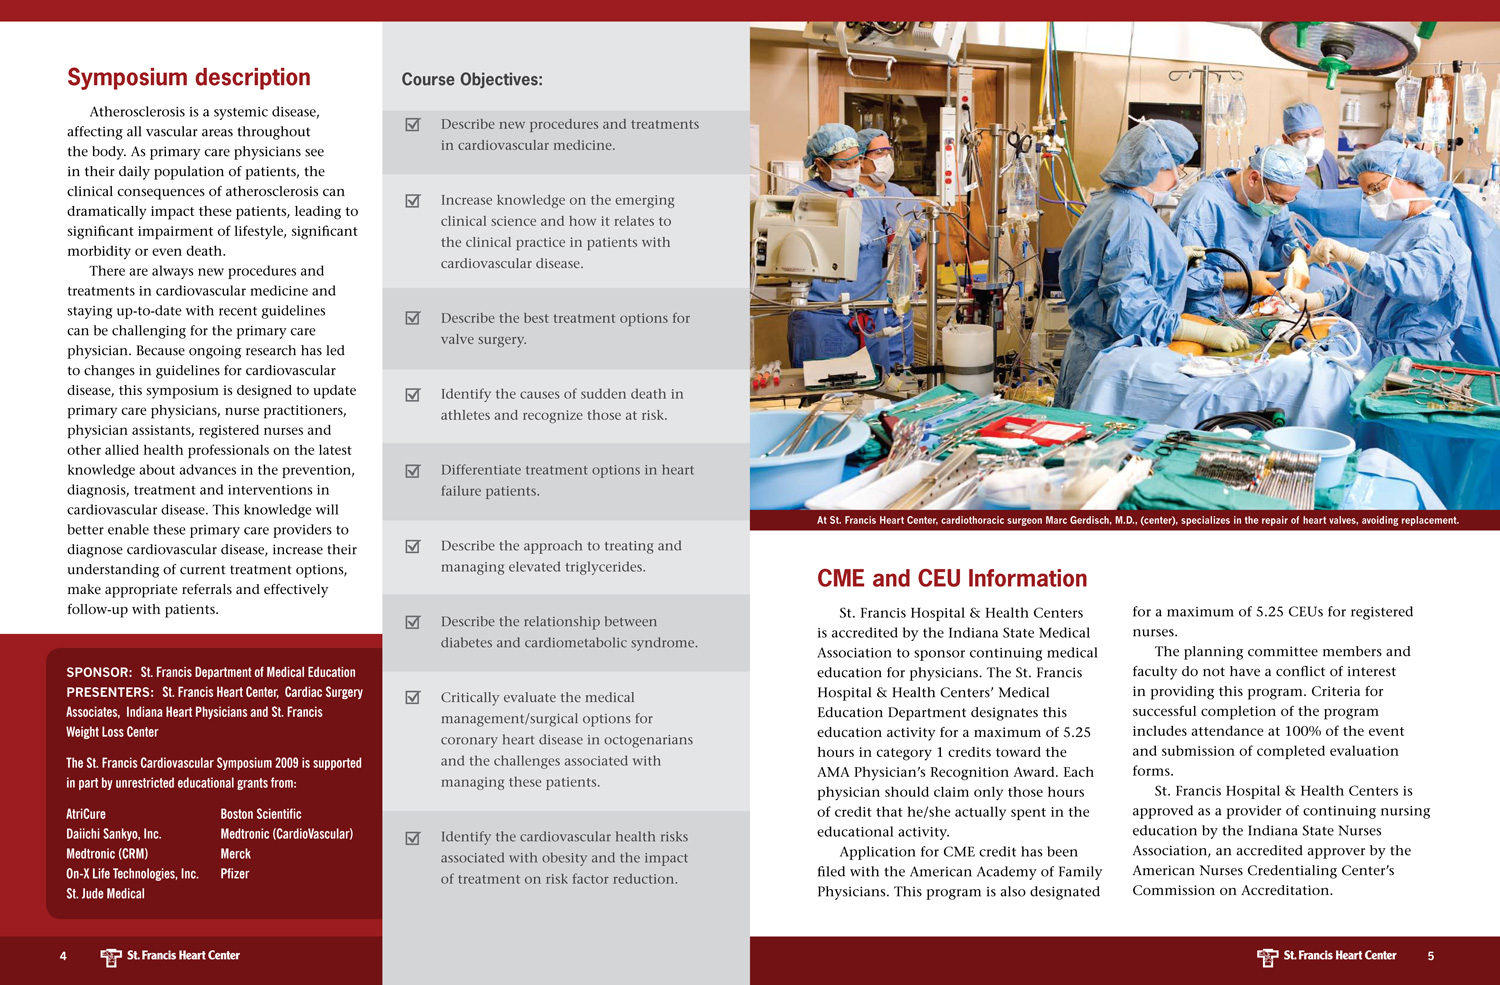 Symposium description
Atherosclerosis is a systemic disease,
affecting all vascular areas throughout
the body. As primary care physicians see
in their daily population of patients, the
clinical consequences of atherosclerosis can
dramatically impact these patients, leading to
significant impairment of lifestyle, significant
morbidity or even death.
There are always new procedures and
treatments in cardiovascular medicine and
staying up-to-date with recent guidelines
can be challenging for the primary care
physician. Because ongoing research has led
to changes in guidelines for cardiovascular
disease, this symposium is designed to update
primary care physicians, nurse practitioners,
physician assistants, registered nurses and
other allied health professionals on the latest
knowledge about advances in the prevention,
diagnosis, treatment and interventions in
cardiovascular disease. This knowledge will
better enable these primary care providers to
diagnose cardiovascular disease, increase their
understanding of current treatment options,
make appropriate referrals and effectively
follow-up with patients.
SPONSOR: St. Francis Department of Medical Education
PRESENTERS: St. Francis Heart Center, Cardiac Surgery
Associates, Indiana Heart Physicians and St. Francis
Weight Loss Center
The St. Francis Cardiovascular Symposium 2009 is supported
in part by unrestricted educational grants from:
AtriCure
Daiichi Sankyo, Inc.
Medtronic (CRM)
On-X Life Technologies, Inc.
St. Jude Medical
Boston Scientific
Medtronic (CardioVascular)
Merck
Pfizer
4
St. Francis Heart Center
Course Objectives:
Describe new procedures and treatments
in cardiovascular medicine.
Increase knowledge on the emerging
clinical science and how it relates to
the clinical practice in patients with
cardiovascular disease.
Describe the best treatment options for
valve surgery.
Identify the causes of sudden death in
athletes and recognize those at risk.
Differentiate treatment options in heart
failure patients.
Describe the approach to treating and
managing elevated triglycerides.
Describe the relationship between
diabetes and cardiometabolic syndrome.
Critically evaluate the medical
management/surgical options for
coronary heart disease in octogenarians
and the challenges associated with
managing these patients.
Identify the cardiovascular health risks
associated with obesity and the impact
of treatment on risk factor reduction.
At St. Francis Heart Center, cardiothoracic surgeon Marc Gerdisch, M.D., (center), specializes in the repair of heart valves, avoiding replacement.
CME and CEU Information
St. Francis Hospital & Health Centers
is accredited by the Indiana State Medical
Association to sponsor continuing medical
education for physicians. The St. Francis
Hospital & Health Centers' Medical
Education Department designates this
education activity for a maximum of 5.25
hours in category 1 credits toward the
AMA Physician's Recognition Award. Each
physician should claim only those hours
of credit that he/she actually spent in the
educational activity.
Application for CME credit has been
filed with the American Academy of Family
Physicians. This program is also designated
for a maximum of 5.25 CEUs for registered
nurses.
The planning committee members and
faculty do not have a conflict of interest
in providing this program. Criteria for
successful completion of the program
includes attendance at 100% of the event
and submission of completed evaluation
forms.
St. Francis Hospital & Health Centers is
approved as a provider of continuing nursing
education by the Indiana State Nurses
Association, an accredited approver by the
American Nurses Credentialing Center's
Commission on Accreditation.
St. Francis Heart Center
5